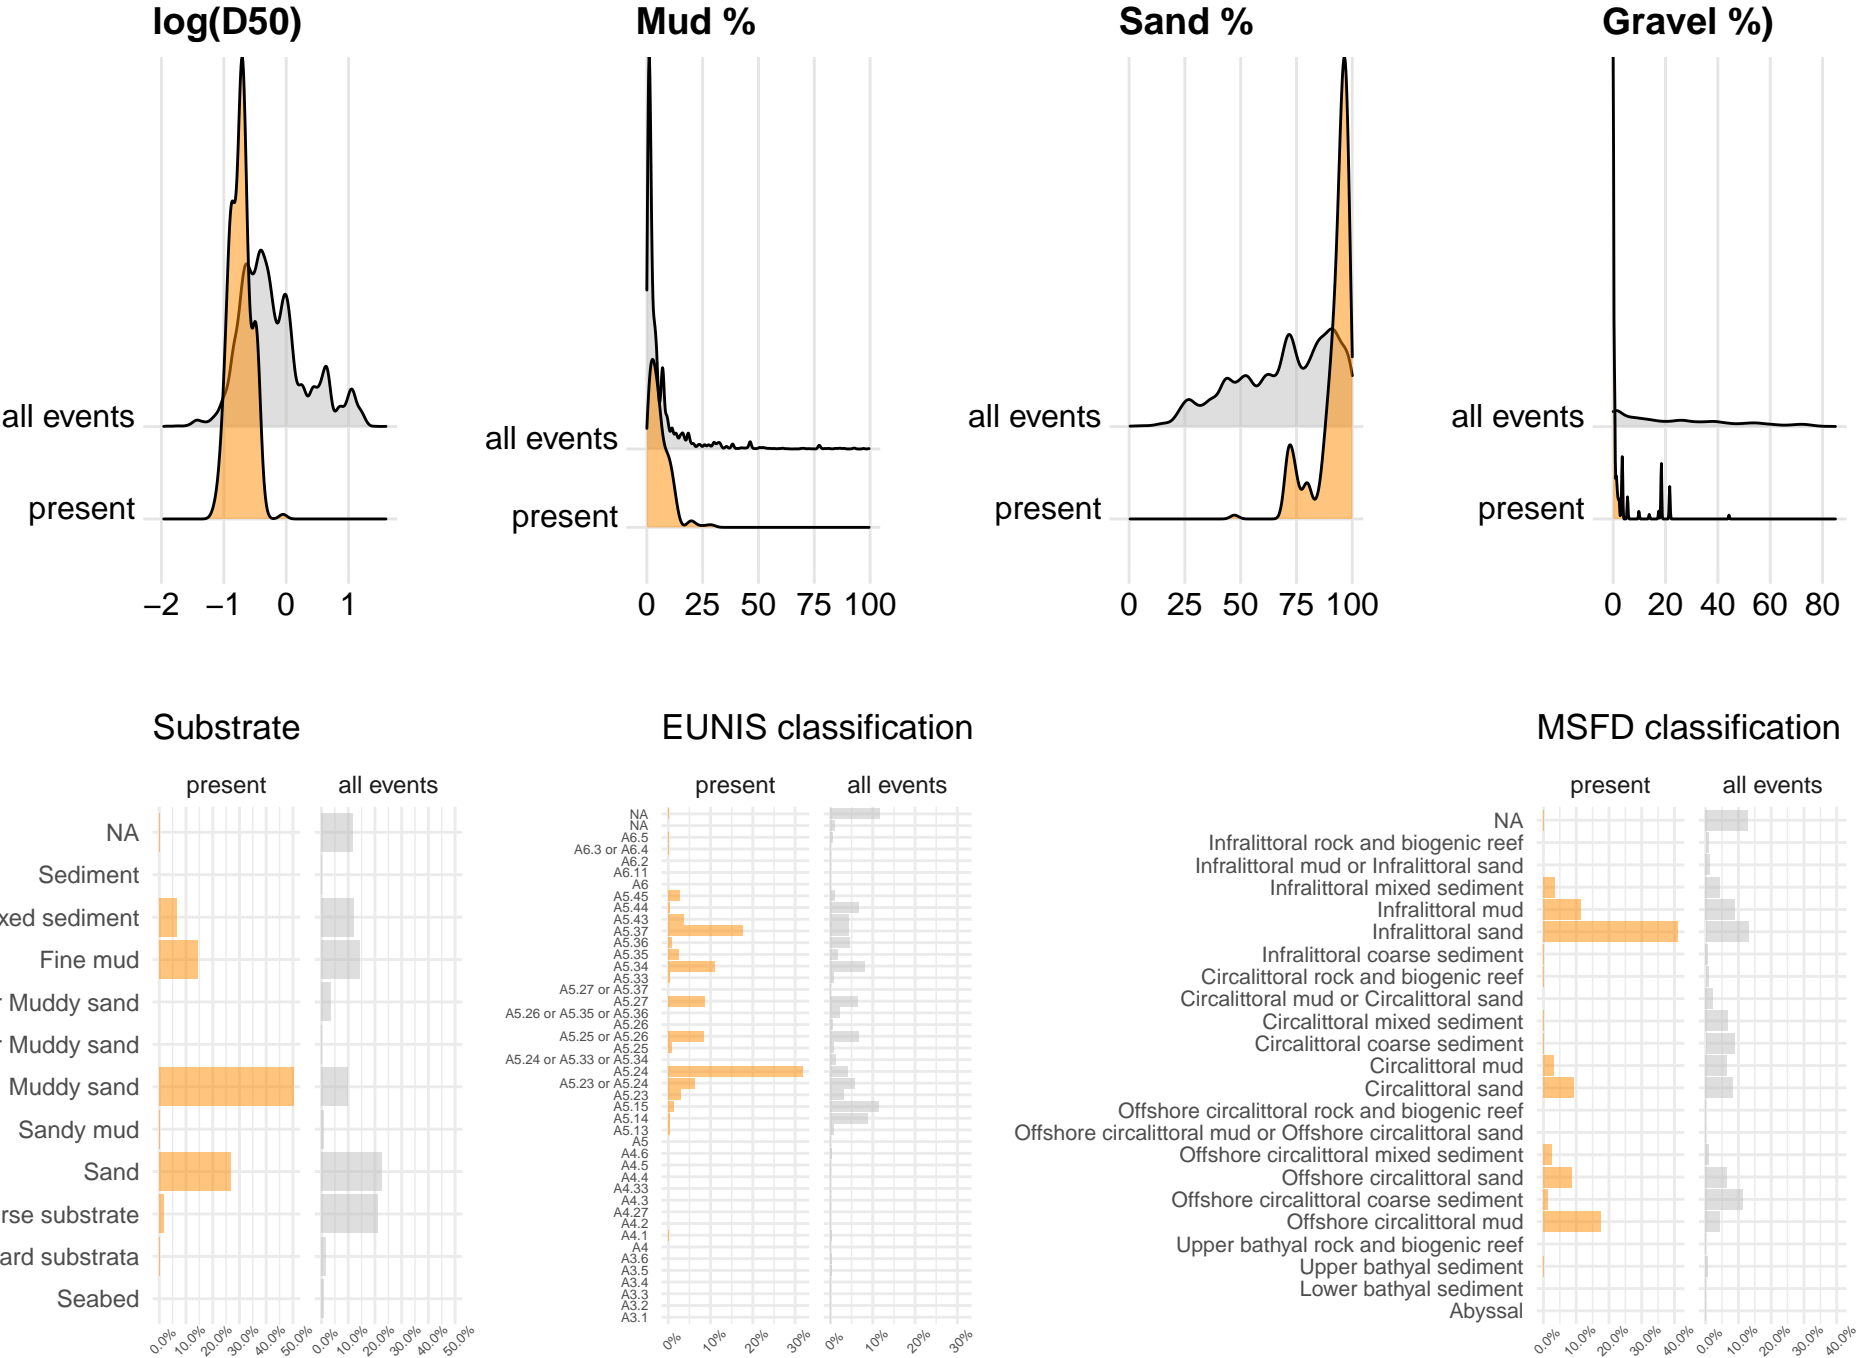 log(D50)
Mud %
Sand %
Gravel %)
all events
present
−2 −1 0 1
all events
present
0 25 50 75 100
all events
present
0 25 50 75 100
all events
present
0 20 40 60 80
Substrate
present all events
NA
Sediment
xed sediment
Fine mud
r Muddy sand
r Muddy sand
Muddy sand
Sandy mud
Sand
rse substrate
ard substrata
Seabed
0.0% 10.0% 20.0% 30.0% 40.0% 50.0% 0.0% 10.0% 20.0% 30.0% 40.0% 50.0%
EUNIS classification
present all events
NA
NA
A6.5
A6.3 or A6.4
A6.2
A6.11
A6
A5.45
A5.44
A5.43
A5.37
A5.36
A5.35
A5.34
A5.33
A5.27 or A5.37
A5.27
A5.26 or A5.35 or A5.36
A5.26
A5.25 or A5.26
A5.25
A5.24 or A5.33 or A5.34
A5.24
A5.23 or A5.24
A5.23
A5.15
A5.14
A5.13
A5
A4.6
A4.5
A4.4
A4.33
A4.3
A4.27
A4.2
A4.1
A4
A3.6
A3.5
A3.4
A3.3
A3.2
A3.1
0% 10% 20% 30% 0% 10% 20% 30%
MSFD classification
present all events
NA
Infralittoral rock and biogenic reef
Infralittoral mud or Infralittoral sand
Infralittoral mixed sediment
Infralittoral mud
Infralittoral sand
Infralittoral coarse sediment
Circalittoral rock and biogenic reef
Circalittoral mud or Circalittoral sand
Circalittoral mixed sediment
Circalittoral coarse sediment
Circalittoral mud
Circalittoral sand
Offshore circalittoral rock and biogenic reef
Offshore circalittoral mud or Offshore circalittoral sand
Offshore circalittoral mixed sediment
Offshore circalittoral sand
Offshore circalittoral coarse sediment
Offshore circalittoral mud
Upper bathyal rock and biogenic reef
Upper bathyal sediment
Lower bathyal sediment
Abyssal
0.0% 10.0% 20.0% 30.0% 40.0% 0.0% 10.0% 20.0% 30.0% 40.0%